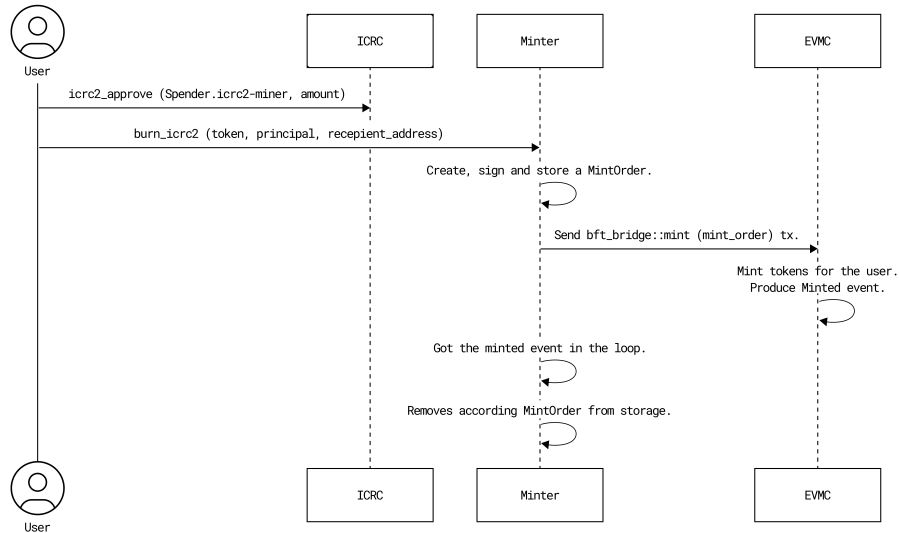 User
ICRC
Minter
EVMC
icrc2_approve (Spender.icrc2-miner, amount)
burn_icrc2 (token, principal, recepient_address)
Create, sign and store a MintOrder.
Send bft_bridge::mint (mint_order) tx.
Mint tokens for the user.
Produce Minted event.
Got the minted event in the loop.
Removes according MintOrder from storage.
User
ICRC
Minter
EVMC